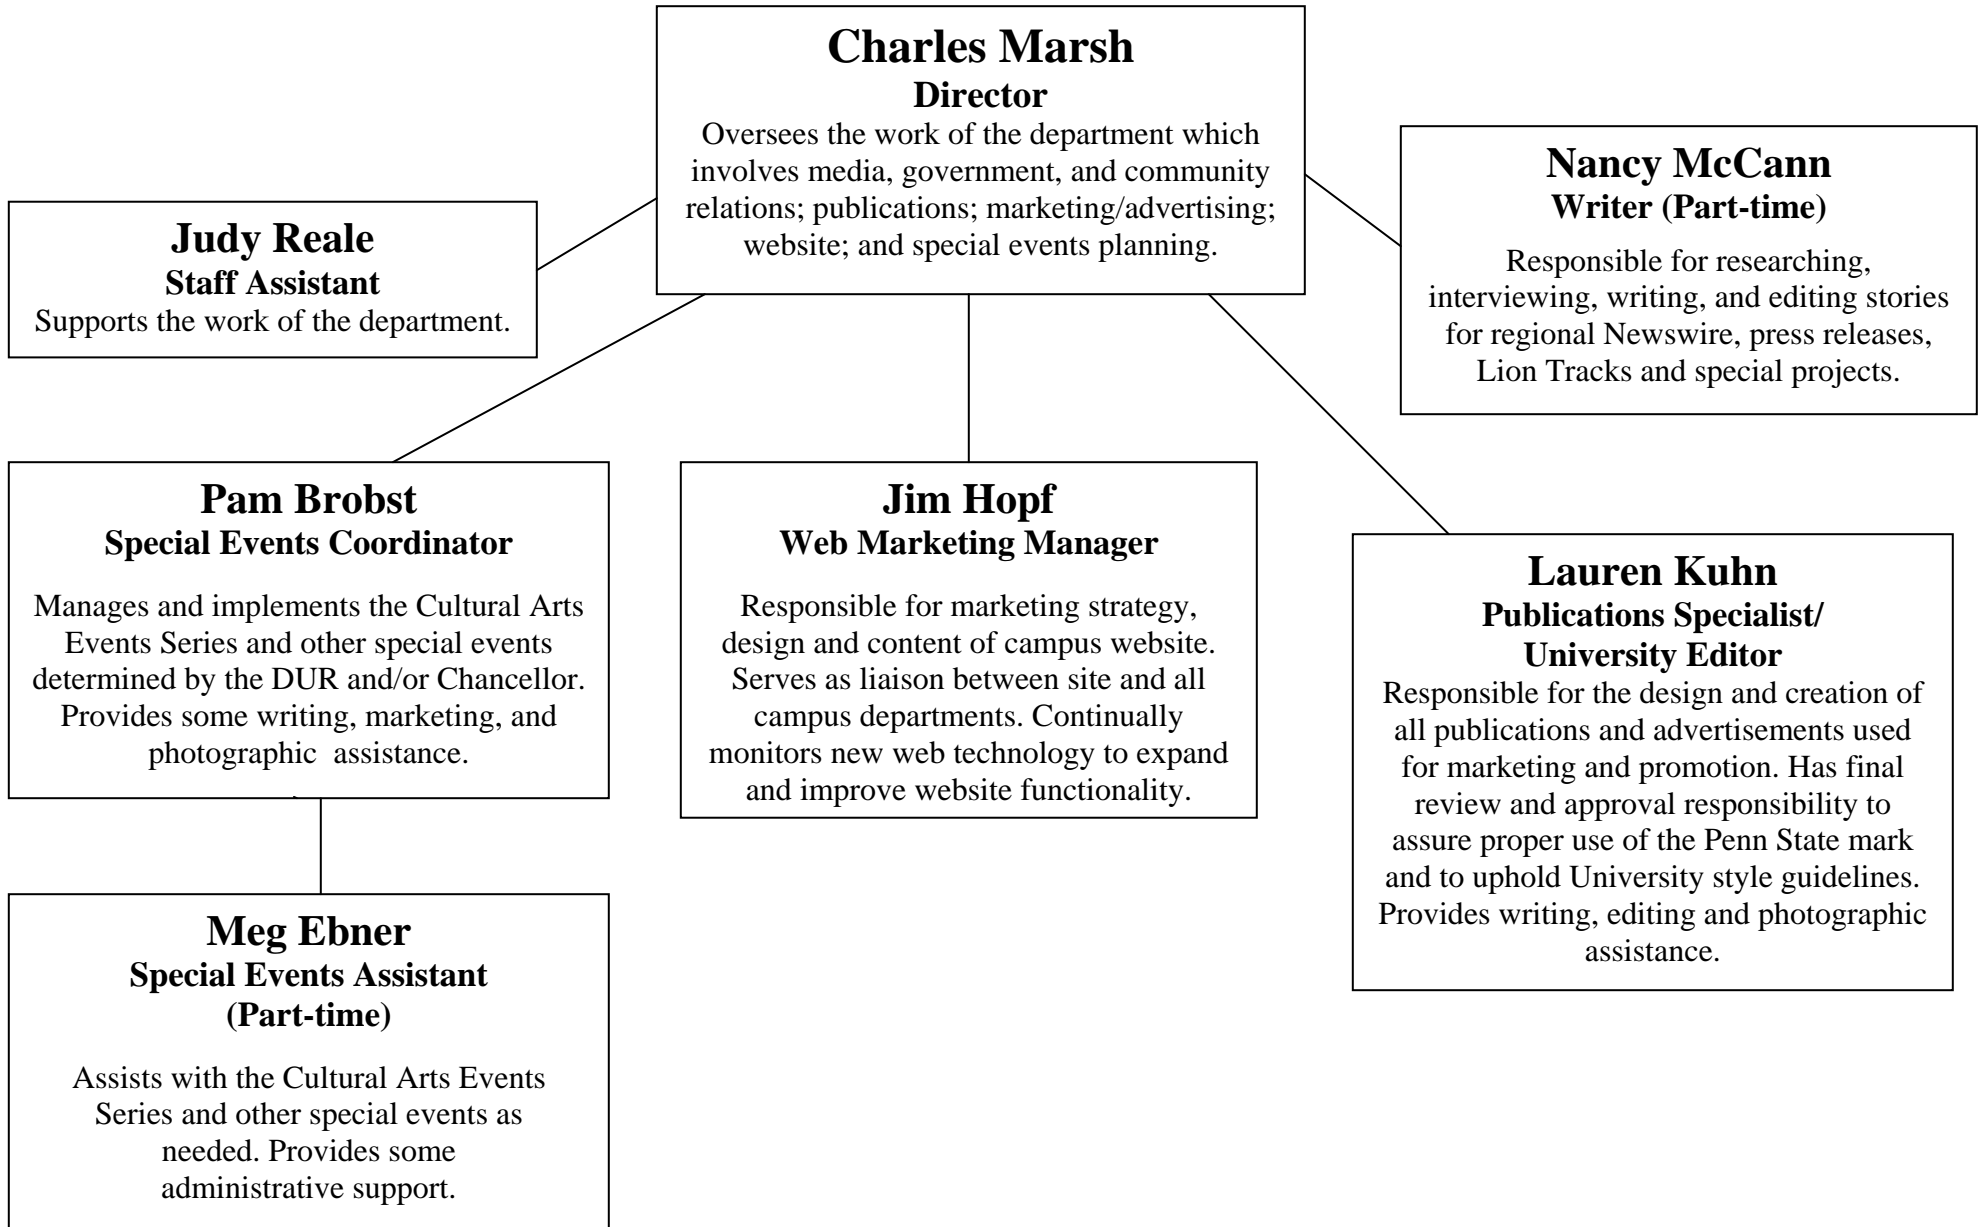 Charles Marsh
Director
Oversees the work of the department which
involves media, government, and community
relations; publications; marketing/advertising;
website; and special events planning.
Judy Reale
Staff Assistant
Supports the work of the department.
Nancy McCann
Writer (Part-time)
Responsible for researching,
interviewing, writing, and editing stories
for regional Newswire, press releases,
Lion Tracks and special projects.
Pam Brobst
Special Events Coordinator
Manages and implements the Cultural Arts
Events Series and other special events
determined by the DUR and/or Chancellor.
Provides some writing, marketing, and
photographic  assistance.
Jim Hopf
Web Marketing Manager
Responsible for marketing strategy,
design and content of campus website.
Serves as liaison between site and all
campus departments. Continually
monitors new web technology to expand
and improve website functionality.
Lauren Kuhn
Publications Specialist/
University Editor
Responsible for the design and creation of
all publications and advertisements used
for marketing and promotion. Has final
review and approval responsibility to
assure proper use of the Penn State mark
and to uphold University style guidelines.
Provides writing, editing and photographic
assistance.
Meg Ebner
Special Events Assistant
(Part-time)
Assists with the Cultural Arts Events
Series and other special events as
needed. Provides some
administrative support.